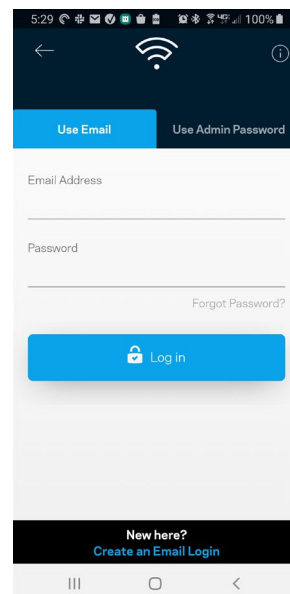 5:29 100%
Use Email Use Admin Password
Email Address
Password
Forgot Password?
Log in
New here?
Create an Email Login